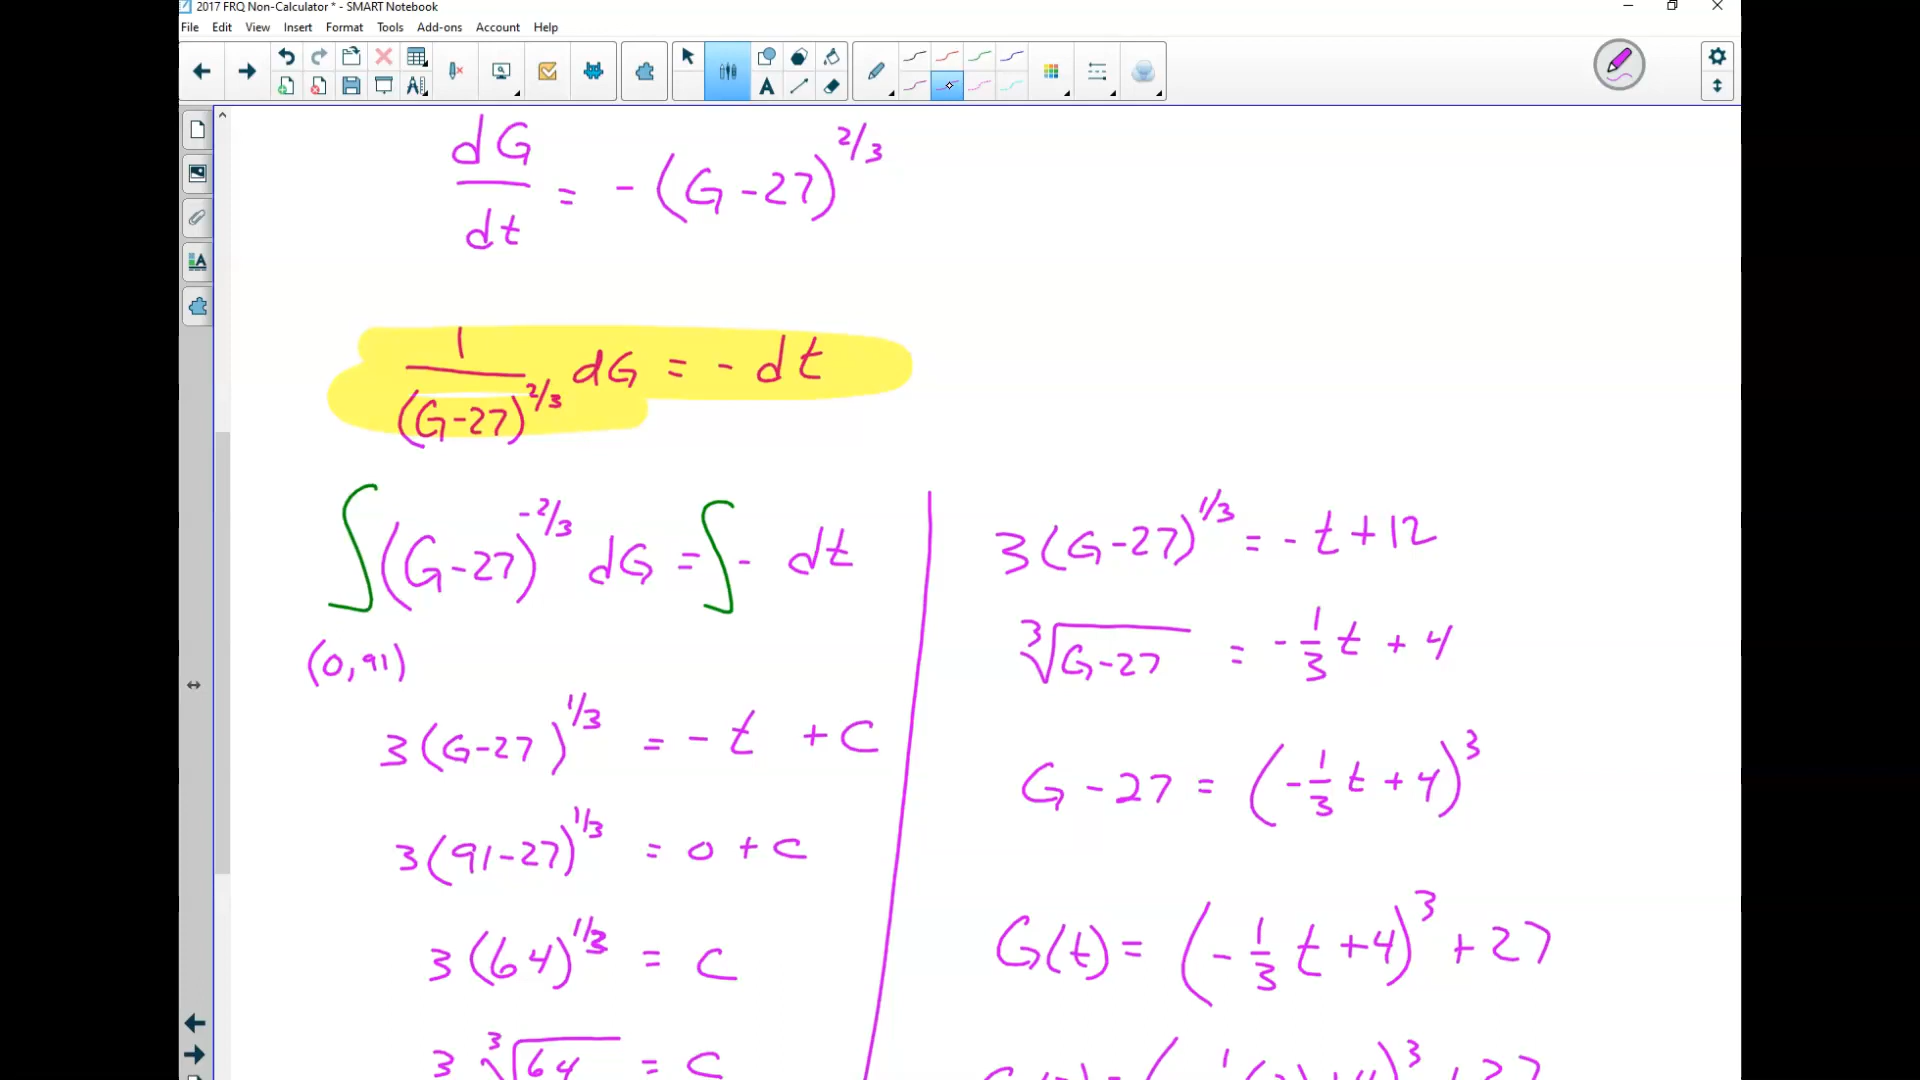 2017 FRQ Non-Calculator * - SMART Notebook
File Edit View Insert Format Tools Add-ons Account Help
dG/dt = -(G-27)^2/3
1/(G-27)^2/3 dG = - dt
∫(G-27)^-2/3 dG = ∫- dt
(0,91)
3(G-27)^1/3 = - t + C
3(91-27)^1/3 = 0 + C
3(64)^1/3 = C
3 ∛64 = C
3(G-27)^1/3 = - t + 12
∛G-27 = -1/3 t + 4
G - 27 = (-1/3 t + 4)^3
G(t) = (-1/3 t + 4)^3 + 27